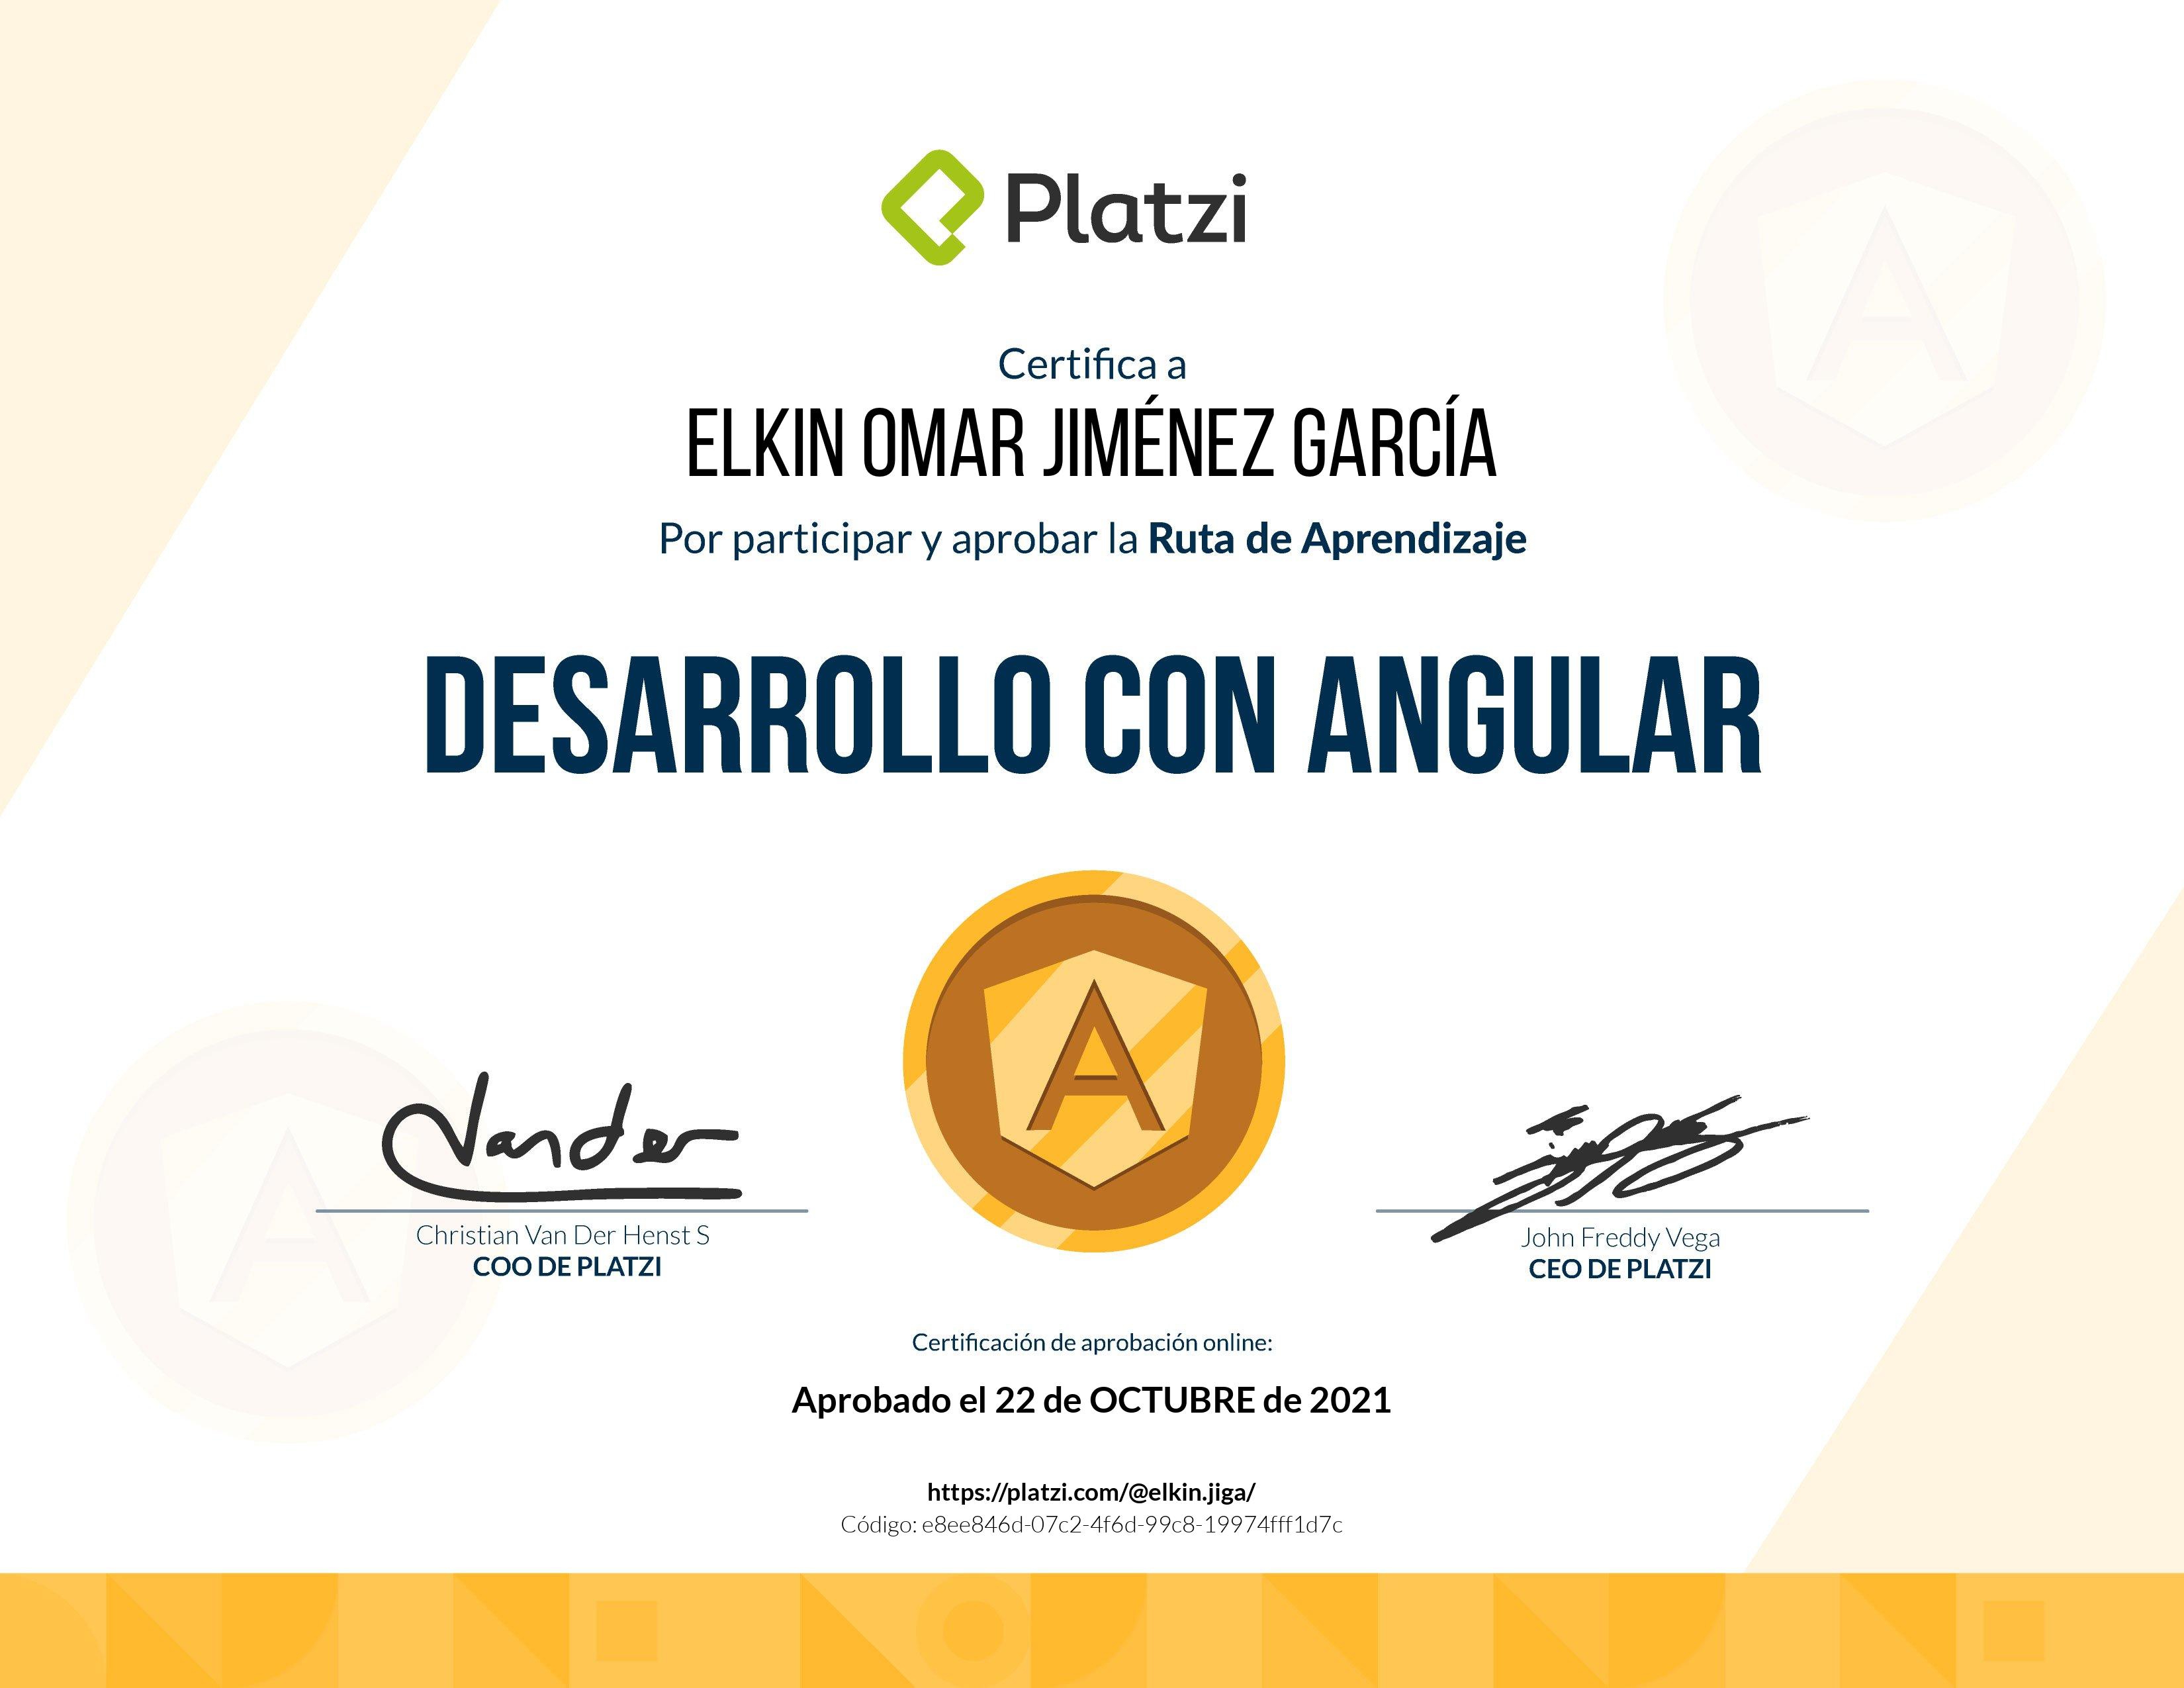 Platzi
Certifica a
ELKIN OMAR JIMÉNEZ GARCÍA
Por participar y aprobar la Ruta de Aprendizaje
DESARROLLO CON ANGULAR
A
Vander
Christian Van Der Henst S
COO DE PLATZI
John Freddy Vega
CEO DE PLATZI
Certificación de aprobación online:
Aprobado el 22 de OCTUBRE de 2021
https://platzi.com/@elkin.jiga/
Código: e8ee846d-07c2-4f6d-99c8-19974fff1d7c